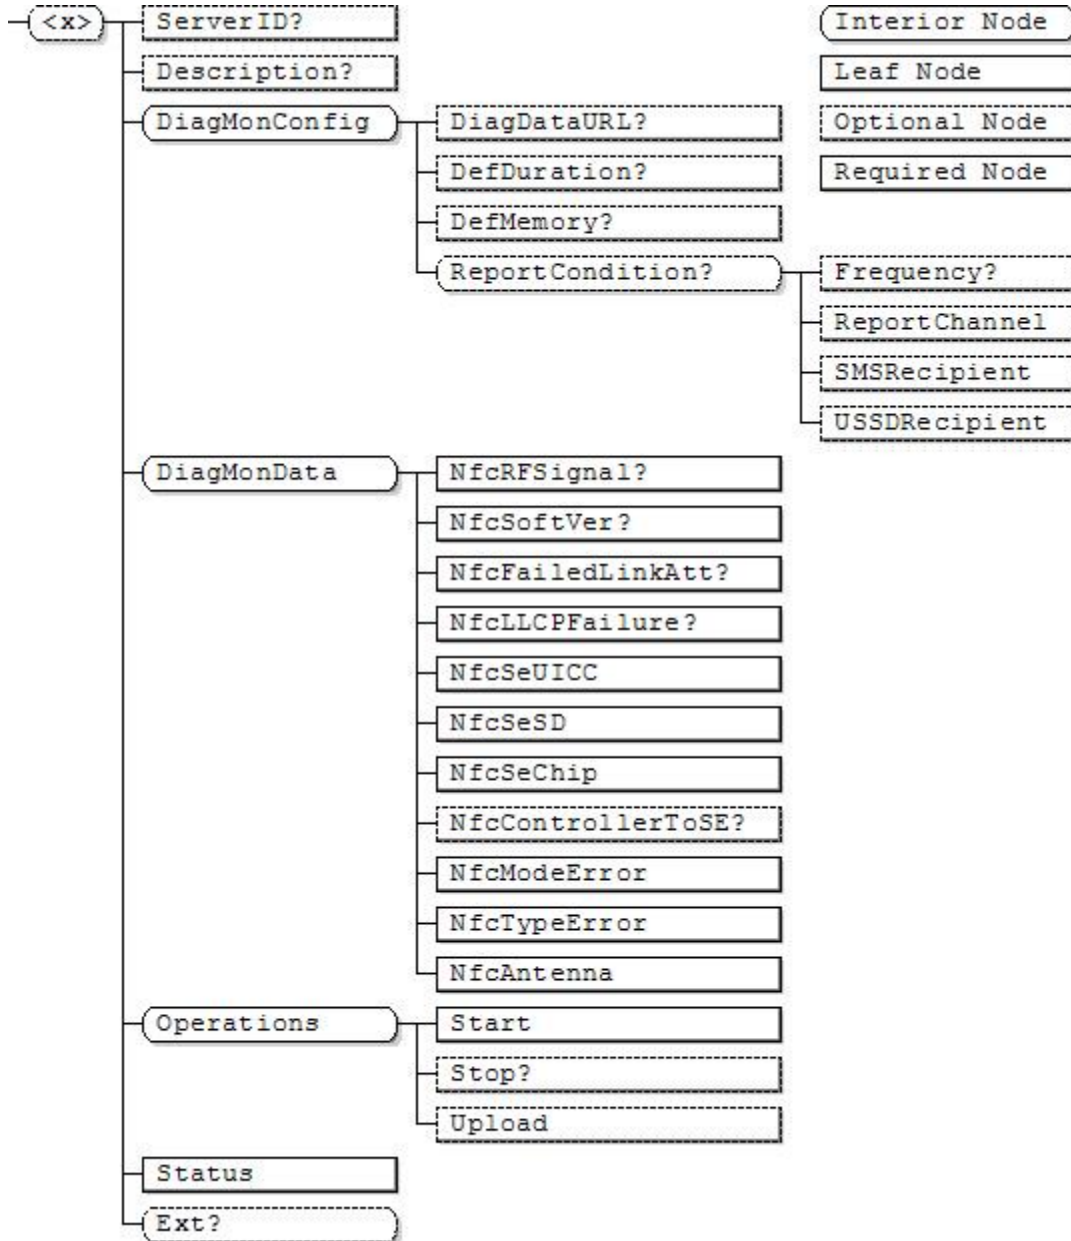 <x>
ServerID?
Interior Node
Description?
Leaf Node
DiagMonConfig
DiagDataURL?
Optional Node
DefDuration?
Required Node
DefMemory?
ReportCondition?
Frequency?
ReportChannel
SMSRecipient
USSDRecipient
DiagMonData
NfcRFSignal?
NfcSoftVer?
NfcFailedLinkAtt?
NfcLLCPFailure?
NfcSeUICC
NfcSeSD
NfcSeChip
NfcControllerToSE?
NfcModeError
NfcTypeError
NfcAntenna
Operations
Start
Stop?
Upload
Status
Ext?